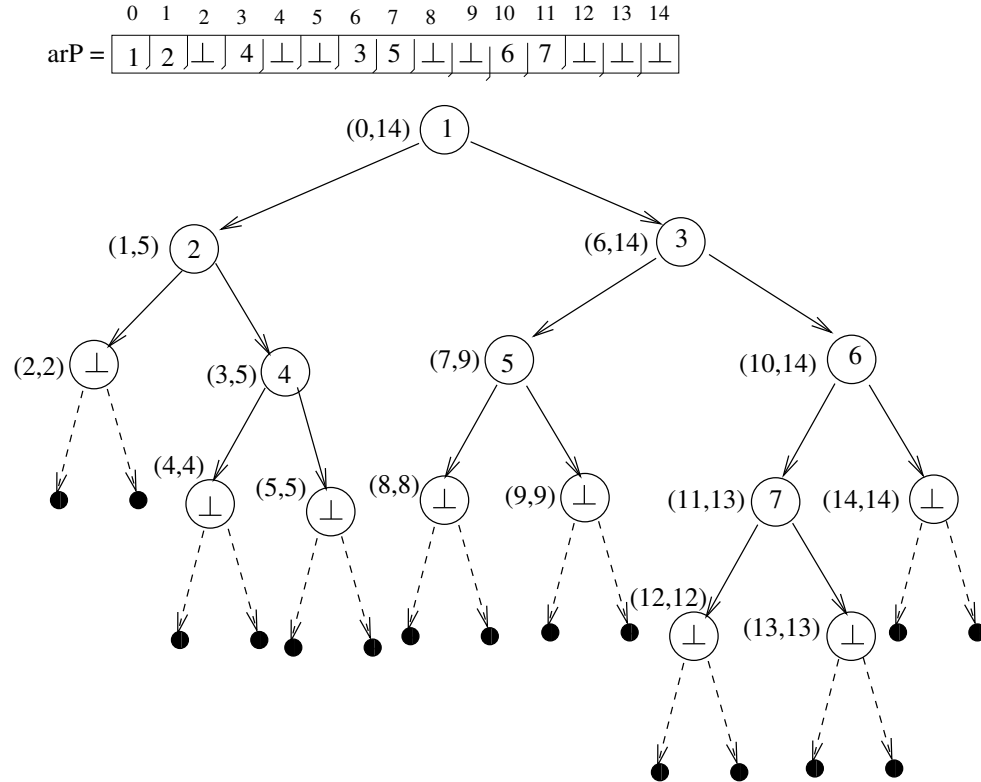 0 1 2 3 4 5 6 7 8 9 10 11 12 13 14
arP = 1 2 ⊥ 4 ⊥ ⊥ 3 5 ⊥ ⊥ 6 7 ⊥ ⊥ ⊥
(0,14) 1
(1,5) 2 (6,14) 3
(2,2) ⊥ (3,5) 4 (7,9) 5 (10,14) 6
(4,4) ⊥ (5,5) ⊥ (8,8) ⊥ (9,9) ⊥ (11,13) 7 (14,14) ⊥
(12,12) ⊥ (13,13) ⊥